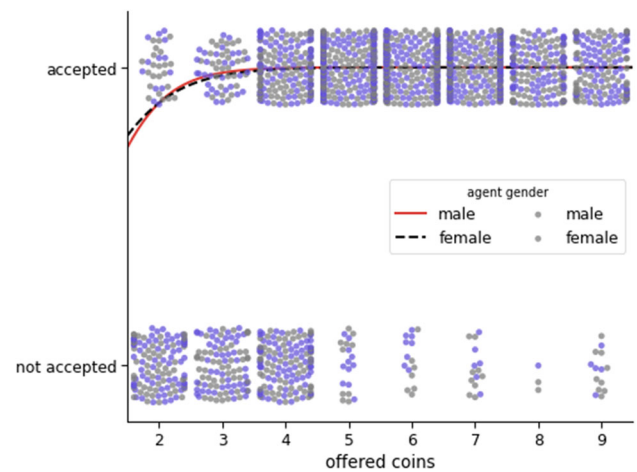 accepted
agent gender
male male
female female
not accepted
2 3 4 5 6 7 8 9
offered coins